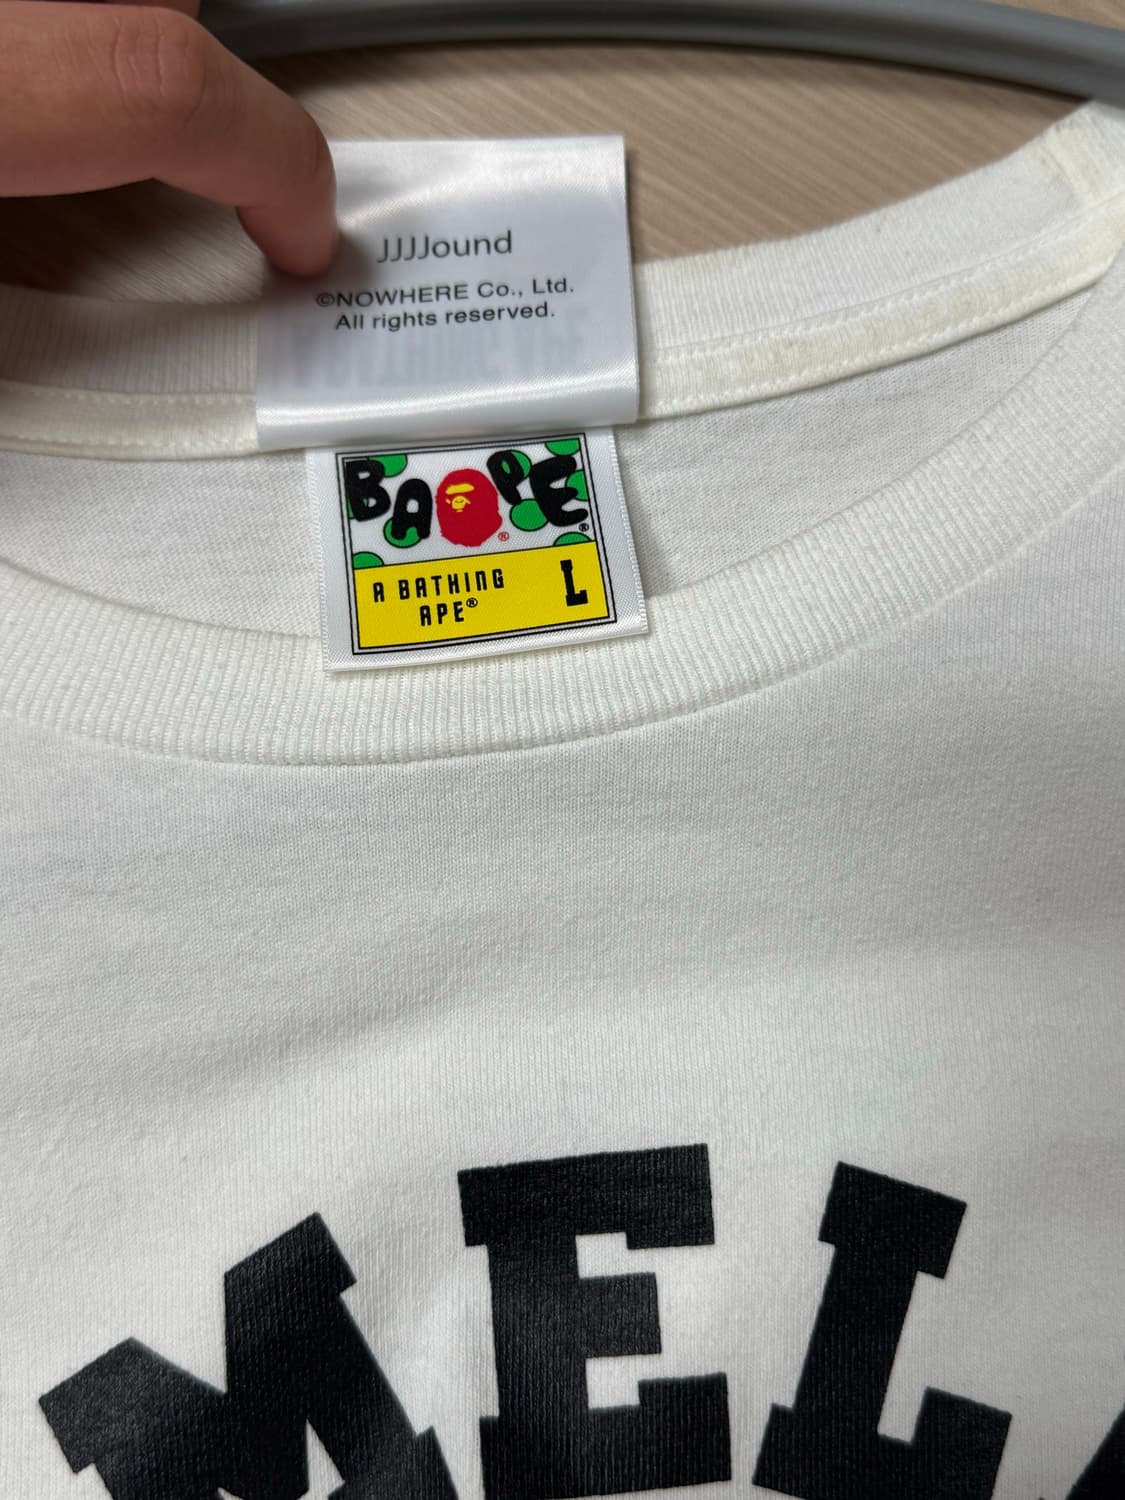 JJJJound
©NOWHERE Co., Ltd.
All rights reserved.
BAPE®
®
A BATHING
APE®
L
MEL